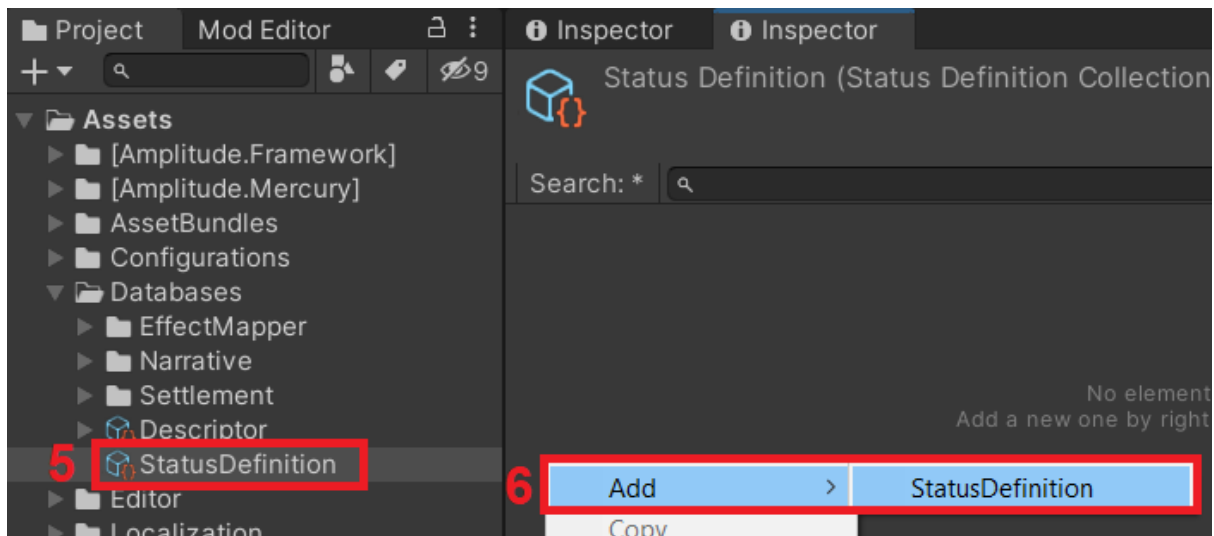 Project
Mod Editor
9
Assets
[Amplitude.Framework]
[Amplitude.Mercury]
AssetBundles
Configurations
Databases
EffectMapper
Narrative
Settlement
Descriptor
5
StatusDefinition
Editor
Localization
Inspector
Inspector
Status Definition (Status Definition Collection
Search: *
No element
Add a new one by right
6
Add > StatusDefinition
Copy